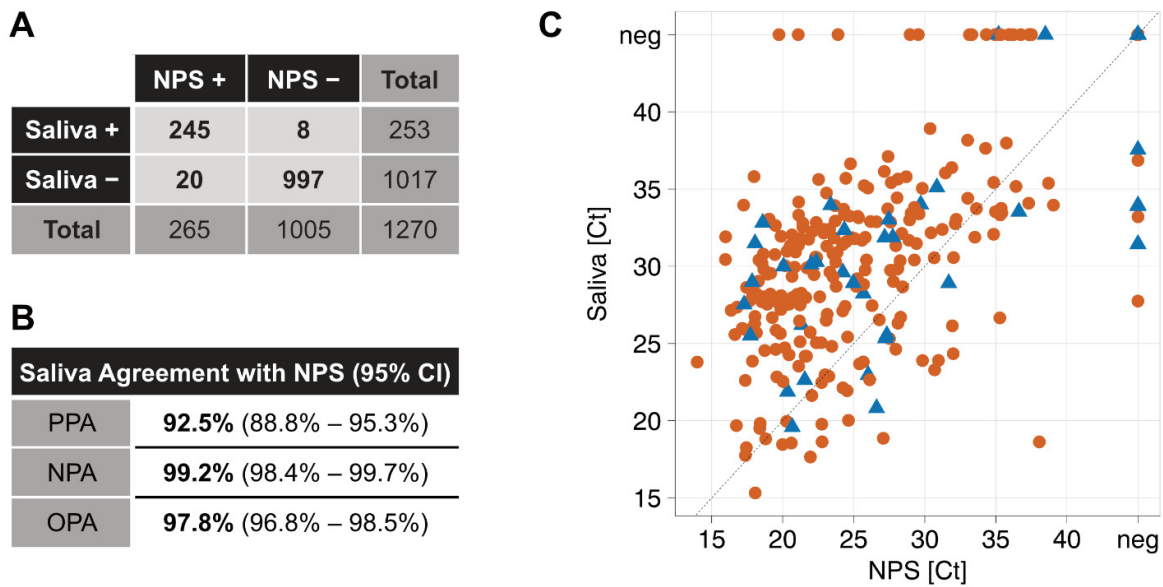 A
NPS + NPS − Total
Saliva + 245 8 253
Saliva − 20 997 1017
Total 265 1005 1270
B
Saliva Agreement with NPS (95% CI)
PPA 92.5% (88.8% – 95.3%)
NPA 99.2% (98.4% – 99.7%)
OPA 97.8% (96.8% – 98.5%)
C
Saliva [Ct]
neg
40
35
30
25
20
15
15 20 25 30 35 40 neg
NPS [Ct]